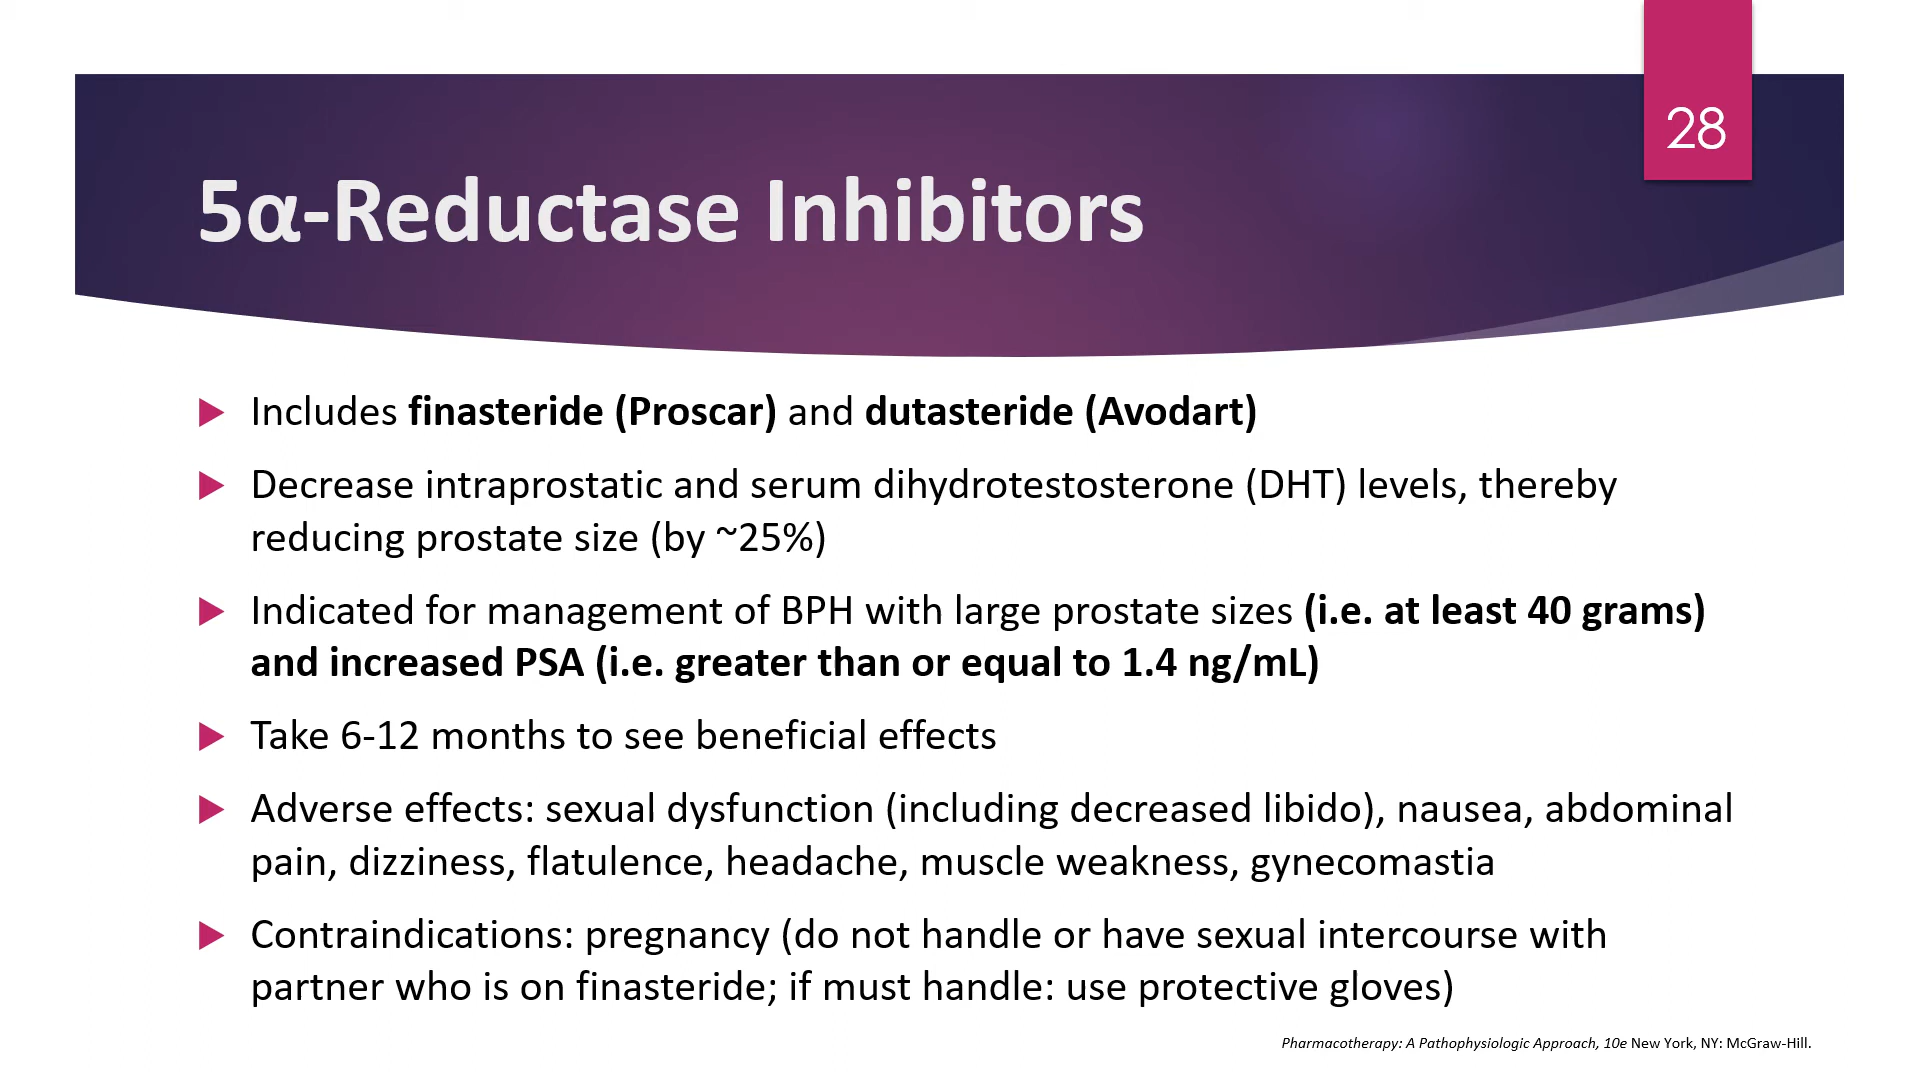 28
5α-Reductase Inhibitors
Includes finasteride (Proscar) and dutasteride (Avodart)
Decrease intraprostatic and serum dihydrotestosterone (DHT) levels, thereby
reducing prostate size (by ~25%)
Indicated for management of BPH with large prostate sizes (i.e. at least 40 grams)
and increased PSA (i.e. greater than or equal to 1.4 ng/mL)
Take 6-12 months to see beneficial effects
Adverse effects: sexual dysfunction (including decreased libido), nausea, abdominal
pain, dizziness, flatulence, headache, muscle weakness, gynecomastia
Contraindications: pregnancy (do not handle or have sexual intercourse with
partner who is on finasteride; if must handle: use protective gloves)
Pharmacotherapy: A Pathophysiologic Approach, 10e New York, NY: McGraw-Hill.